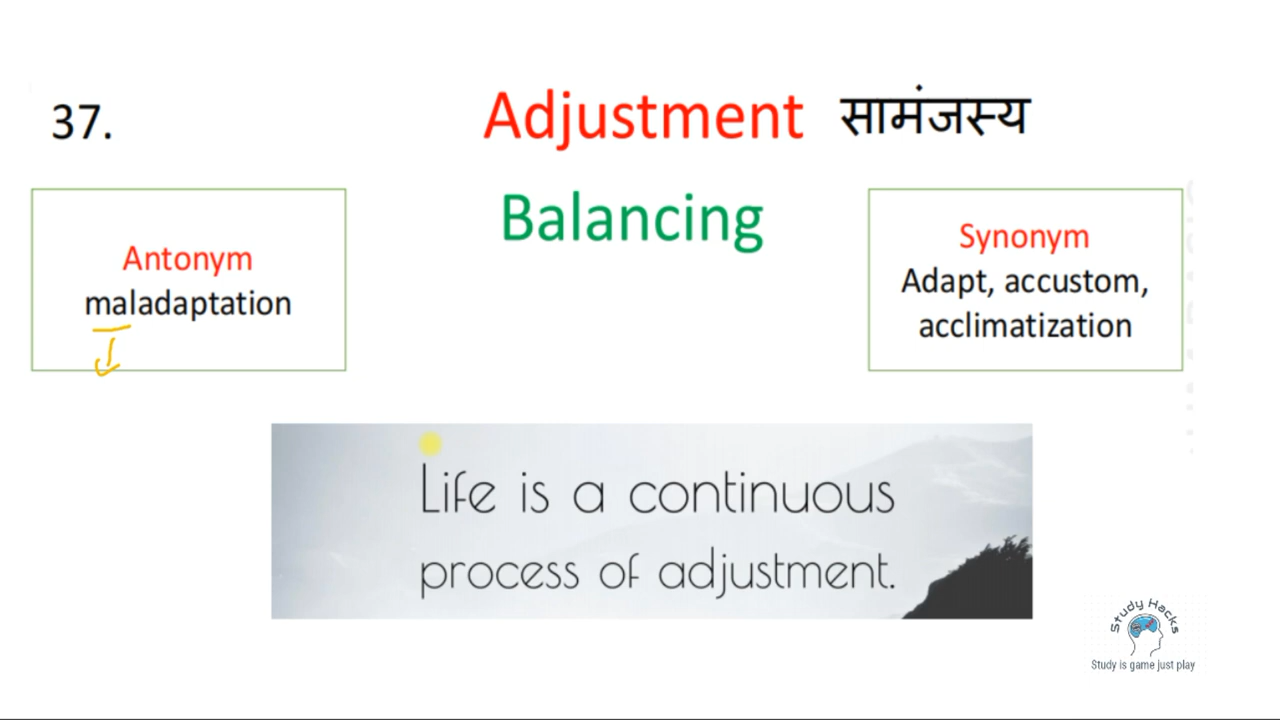 37.
Adjustment सामंजस्य
Balancing
Antonym
maladaptation
Synonym
Adapt, accustom,
acclimatization
Life is a continuous
process of adjustment.
Study Hacks
Study is game just play